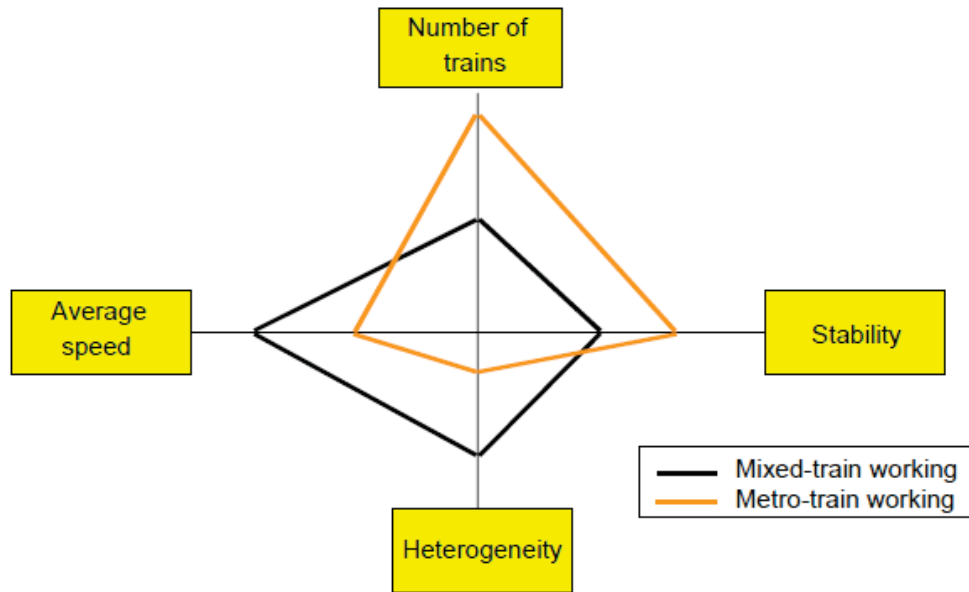 Number of
trains
Average
speed
Stability
Heterogeneity
Mixed-train working
Metro-train working